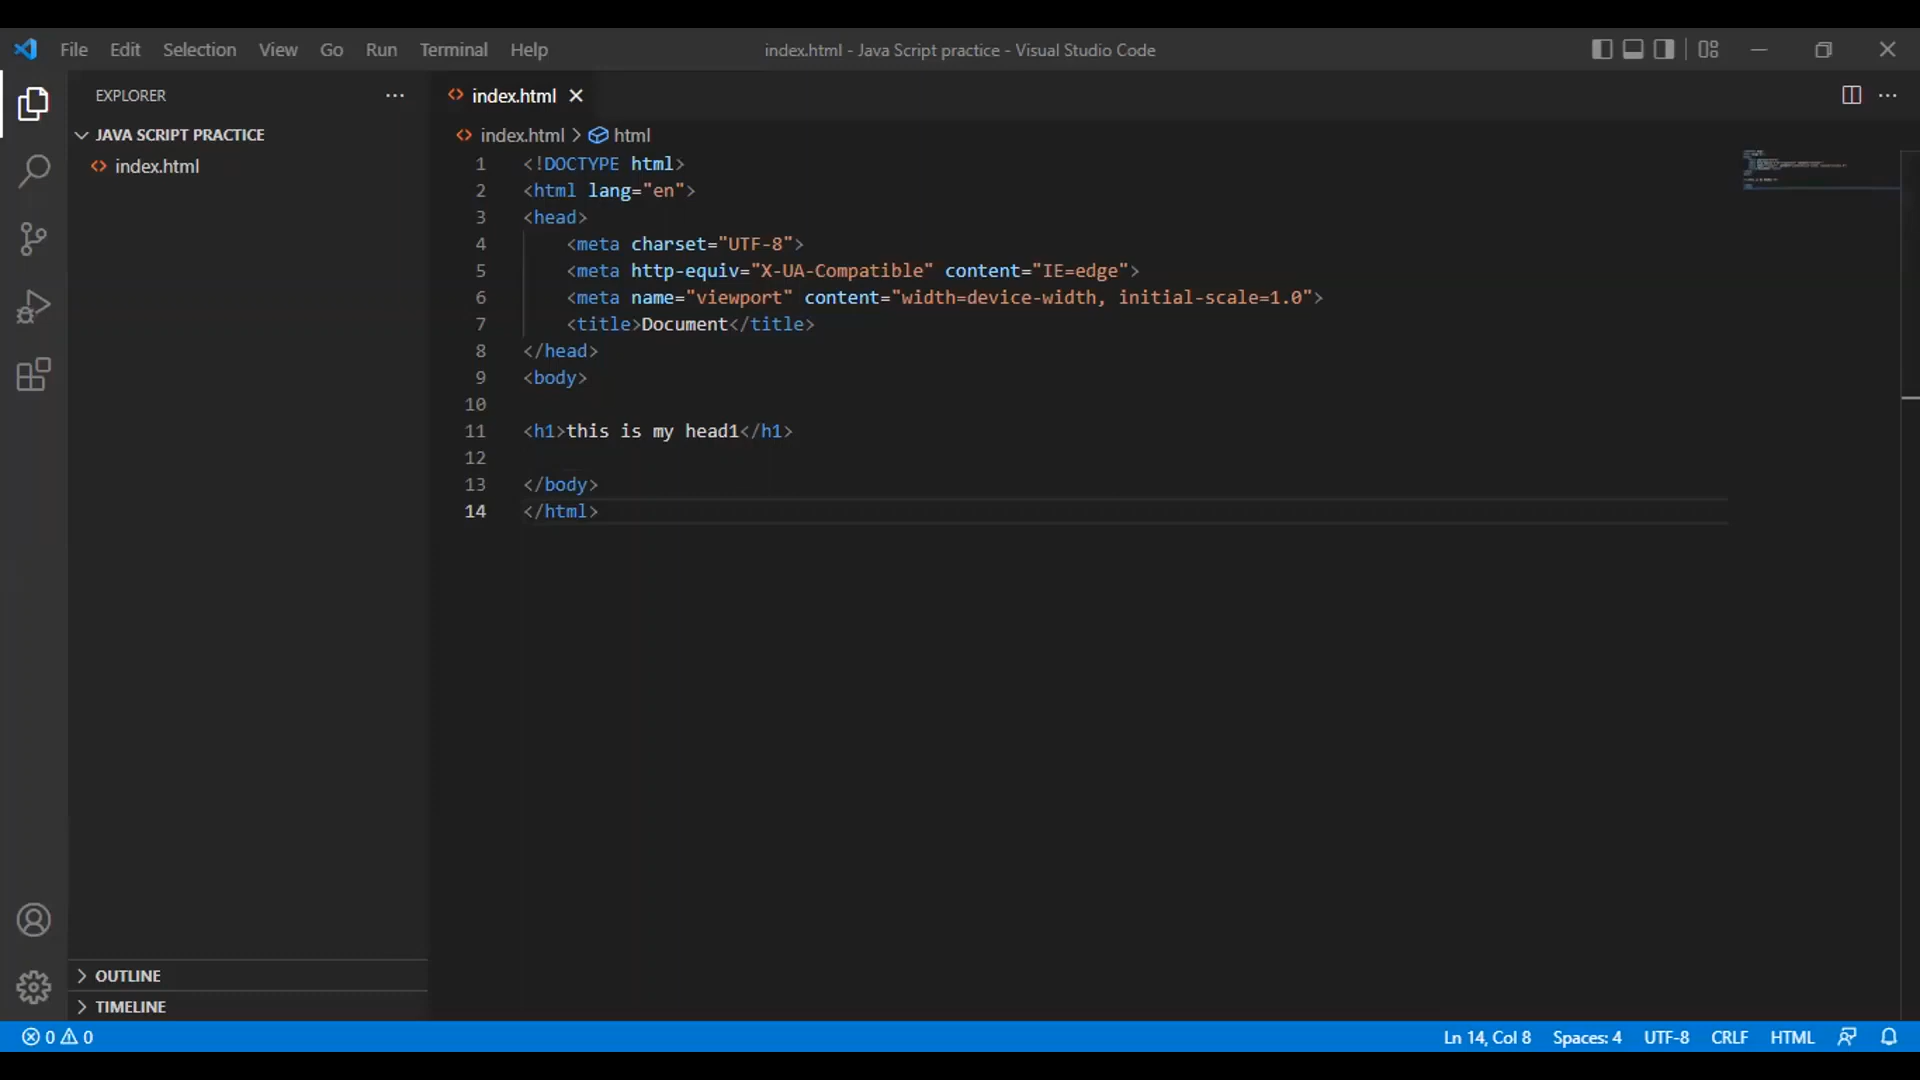 File Edit Selection View Go Run Terminal Help index.html - Java Script practice - Visual Studio Code
EXPLORER
JAVA SCRIPT PRACTICE
index.html
OUTLINE
TIMELINE
index.html
index.html > html
1 <!DOCTYPE html>
2 <html lang="en">
3 <head>
4 <meta charset="UTF-8">
5 <meta http-equiv="X-UA-Compatible" content="IE=edge">
6 <meta name="viewport" content="width=device-width, initial-scale=1.0">
7 <title>Document</title>
8 </head>
9 <body>
10
11 <h1>this is my head1</h1>
12
13 </body>
14 </html>
0 0 Ln 14, Col 8 Spaces: 4 UTF-8 CRLF HTML